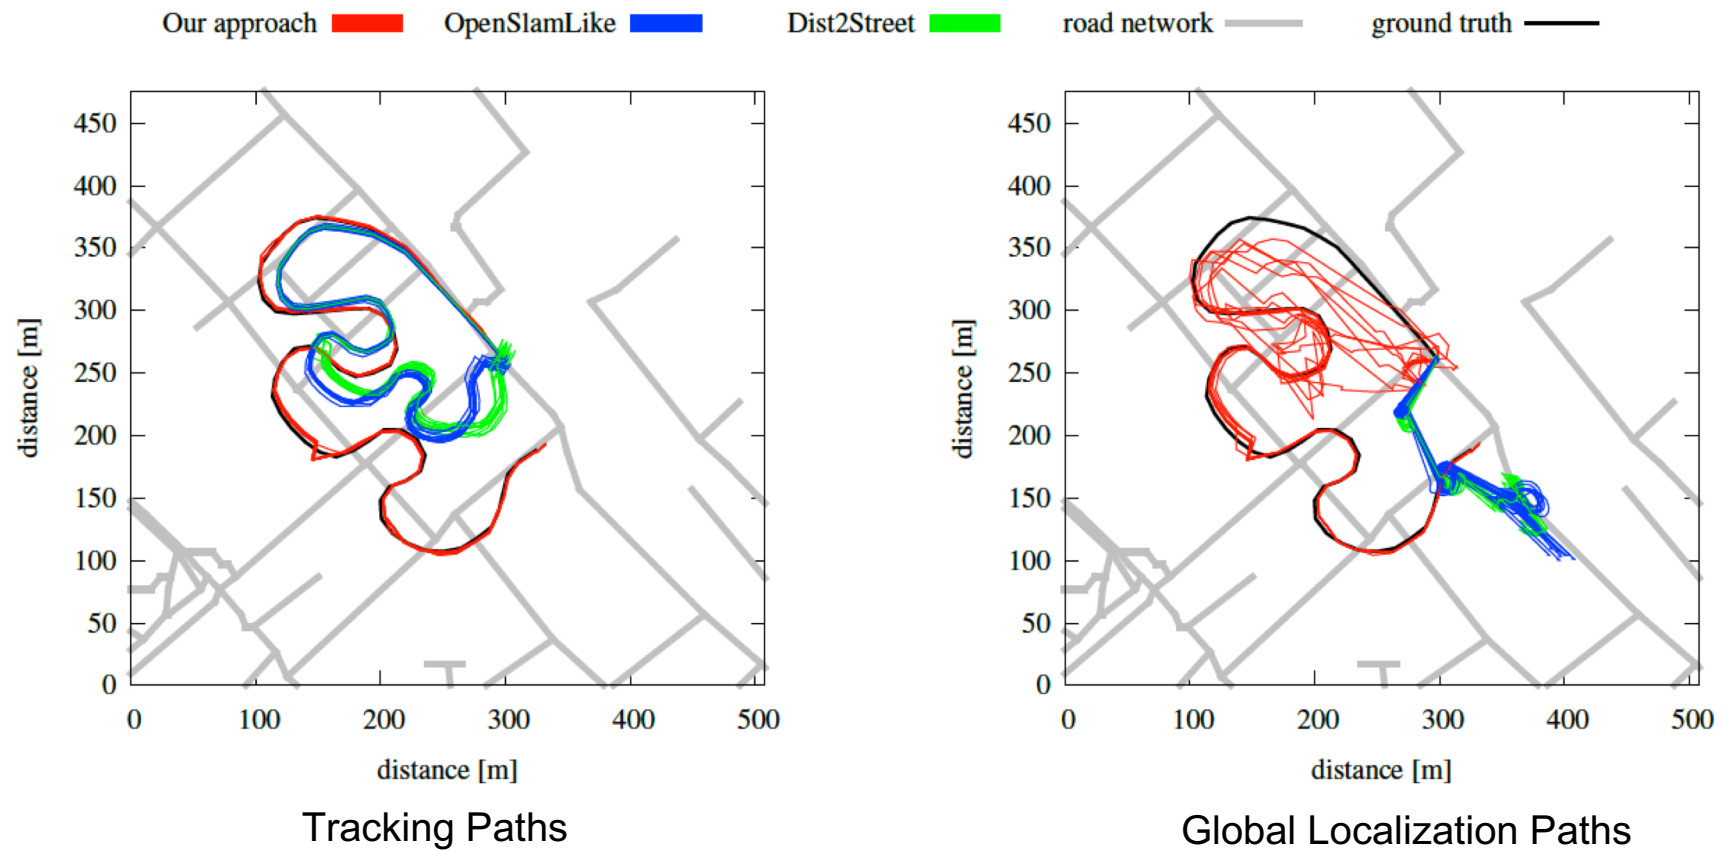 Our approach OpenSlamLike Dist2Street road network ground truth
450 450
400 400
350 350
300 300
250 250
200 200
150 150
100 100
50 50
0 0
distance [m] distance [m]
0 100 200 300 400 500 0 100 200 300 400 500
distance [m] distance [m]
Tracking Paths Global Localization Paths